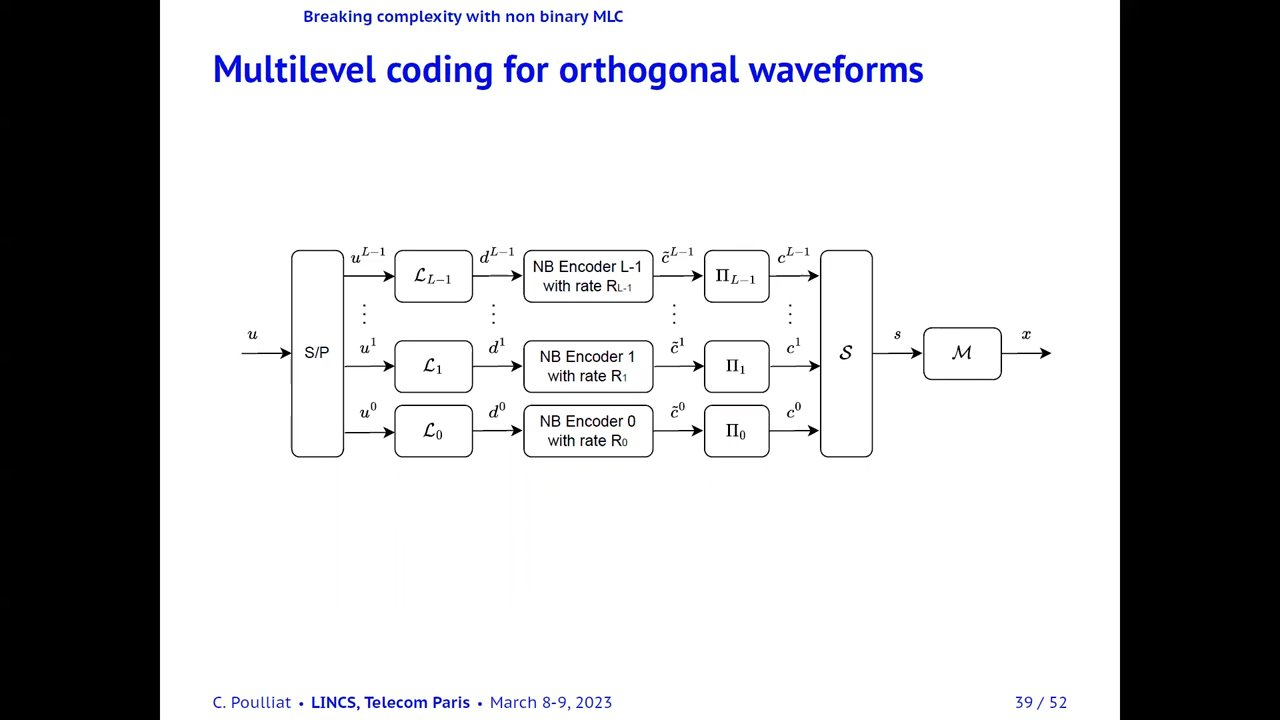 Breaking complexity with non binary MLC
Multilevel coding for orthogonal waveforms
u^{L-1} d^{L-1} c̃^{L-1} c^{L-1}
ℒ_{L-1} NB Encoder L-1 with rate R_{L-1} Π_{L-1}
⋮ ⋮ ⋮ ⋮
u S/P 𝒮 s ℳ x
u^1 d^1 c̃^1 c^1
ℒ_1 NB Encoder 1 with rate R_1 Π_1
u^0 d^0 c̃^0 c^0
ℒ_0 NB Encoder 0 with rate R_0 Π_0
C. Poulliat • LINCS, Telecom Paris • March 8-9, 2023 39 / 52